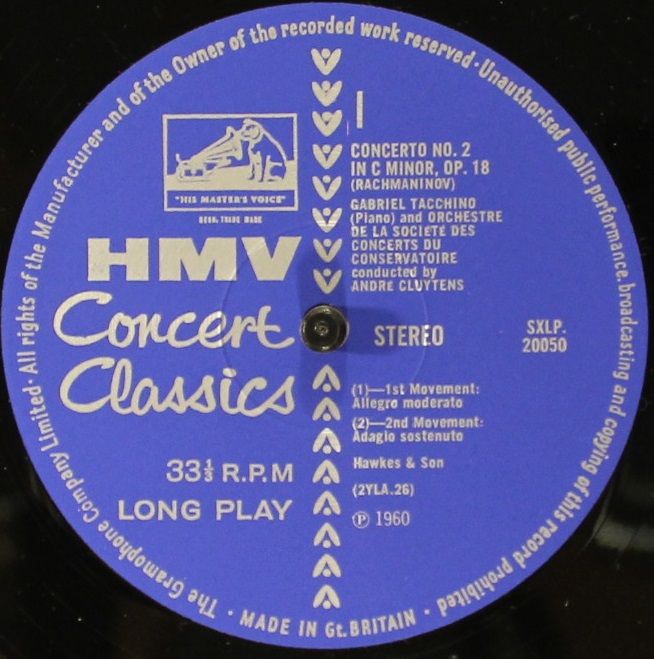 The Gramophone Company Limited · All rights of the Manufacturer and of the Owner of the recorded work reserved · Unauthorised public performance, broadcasting and copying of this record prohibited · MADE IN Gt. BRITAIN ·
"HIS MASTER'S VOICE"
REGN. TRADE MARK
HMV
Concert
Classics
33⅓ R.P.M
LONG PLAY
1
CONCERTO NO. 2
IN C MINOR, OP. 18
(RACHMANINOV)
GABRIEL TACCHINO
(Piano) and ORCHESTRE
DE LA SOCIETE DES
CONCERTS DU
CONSERVATOIRE
conducted by
ANDRE CLUYTENS
STEREO
SXLP.
20050
(1)—1st Movement:
Allegro moderato
(2)—2nd Movement:
Adagio sostenuto
Hawkes & Son
(2YLA.26)
℗ 1960